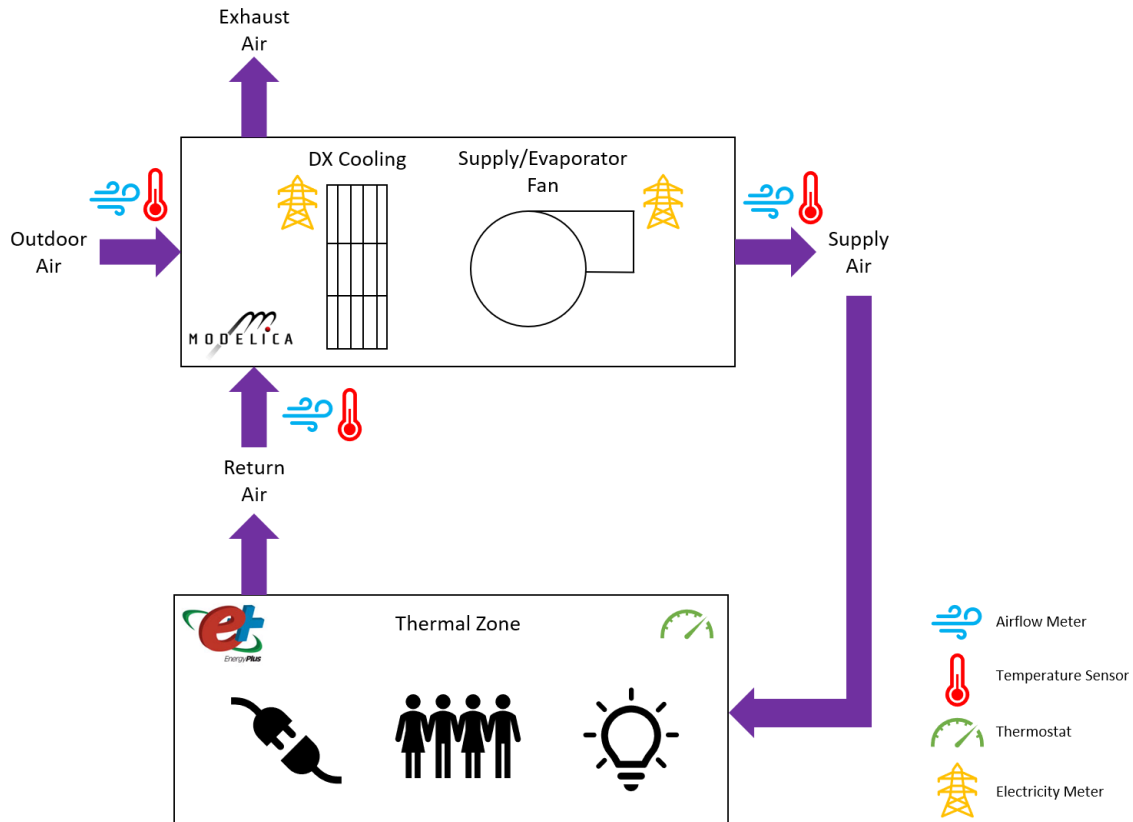 Exhaust
Air
DX Cooling
Supply/Evaporator
Fan
Outdoor
Air
Supply
Air
MODELICA
Return
Air
e+
EnergyPlus
Thermal Zone
Airflow Meter
Temperature Sensor
Thermostat
Electricity Meter